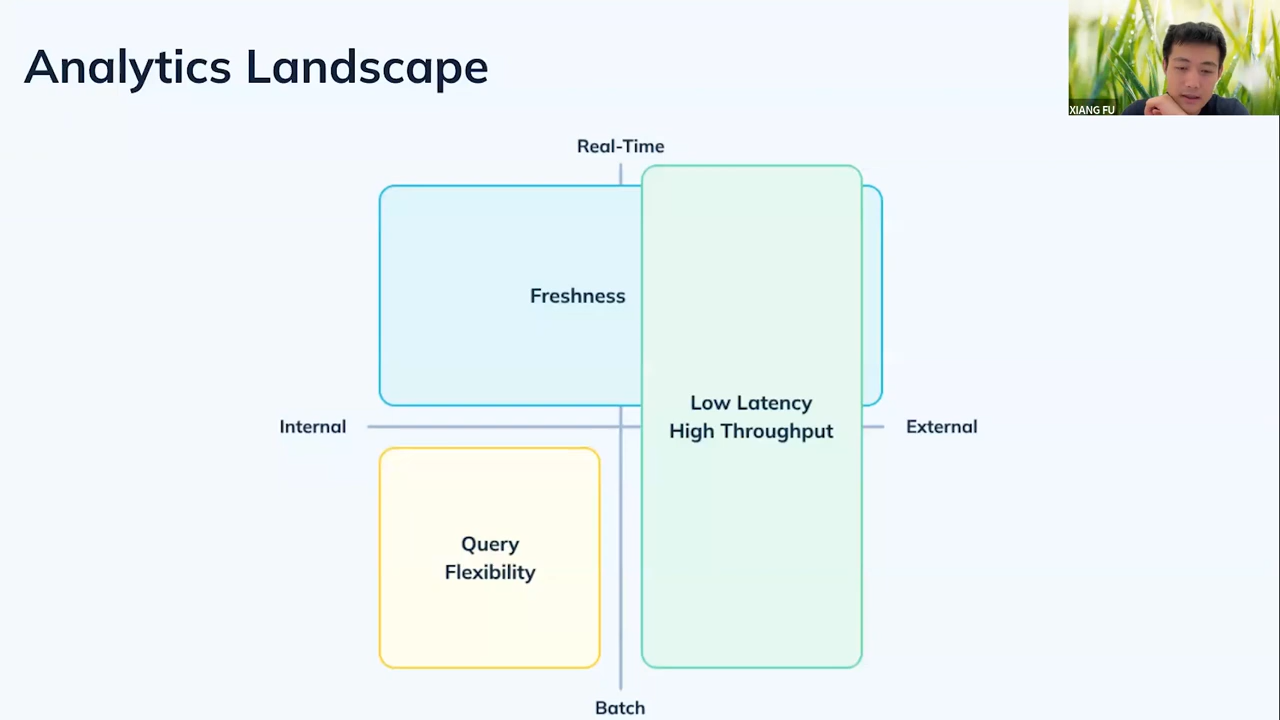 Analytics Landscape
XIANG FU
Real-Time
Freshness
Low Latency
High Throughput
Internal
External
Query
Flexibility
Batch